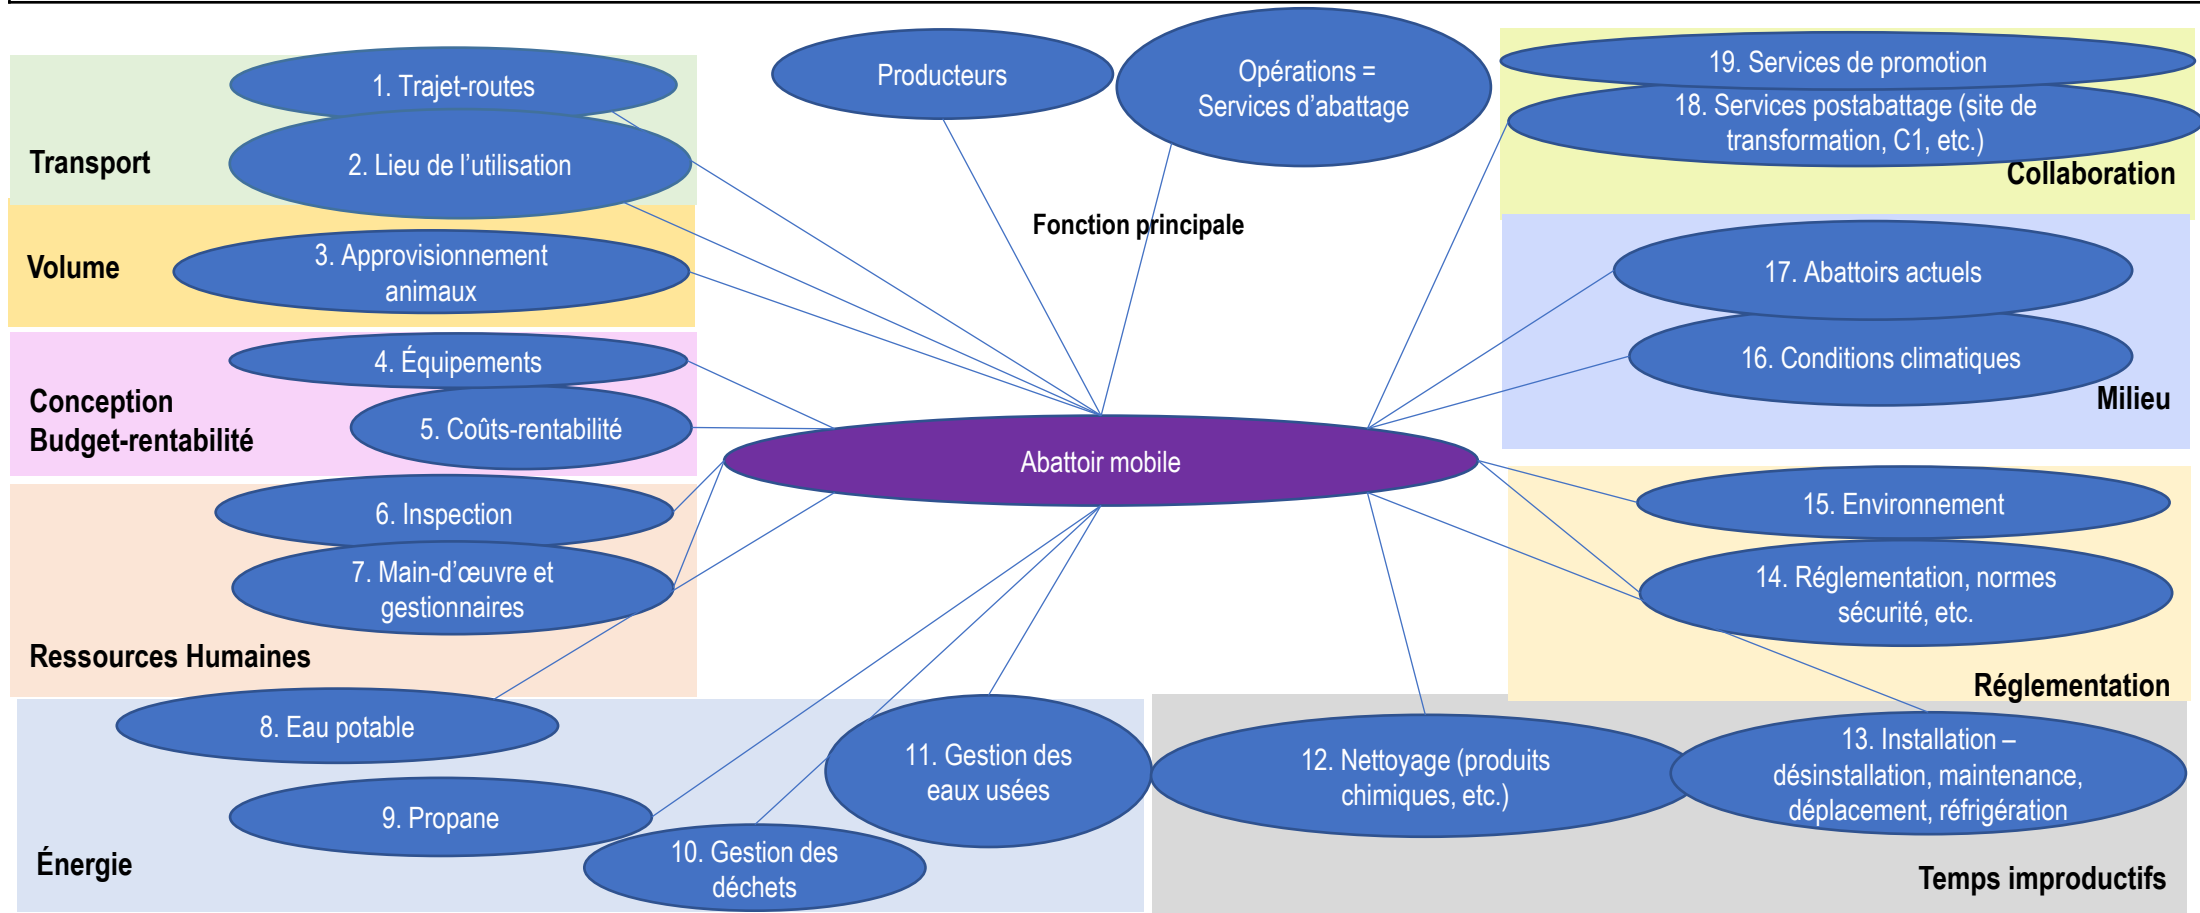 1. Trajet-routes
2. Lieu de l’utilisation
Transport
3. Approvisionnement
animaux
Volume
4. Équipements
5. Coûts-rentabilité
Conception
Budget-rentabilité
6. Inspection
7. Main-d’œuvre et
gestionnaires
Ressources Humaines
8. Eau potable
9. Propane
10. Gestion des
déchets
11. Gestion des
eaux usées
Énergie
Producteurs
Opérations =
Services d’abattage
Fonction principale
Abattoir mobile
19. Services de promotion
18. Services postabattage (site de
transformation, C1, etc.)
Collaboration
17. Abattoirs actuels
16. Conditions climatiques
Milieu
15. Environnement
14. Réglementation, normes
sécurité, etc.
Réglementation
12. Nettoyage (produits
chimiques, etc.)
13. Installation –
désinstallation, maintenance,
déplacement, réfrigération
Temps improductifs